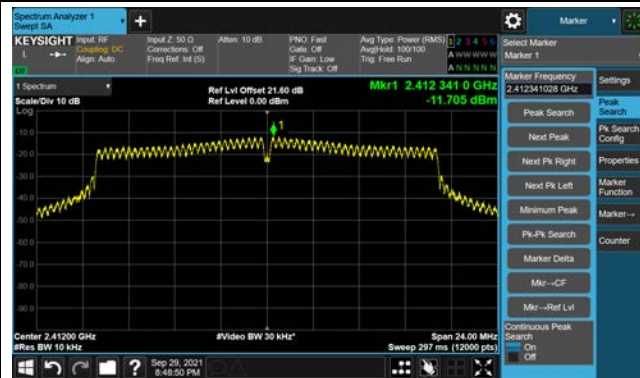 Spectrum Analyzer 1
Swept SA
+
Marker
KEYSIGHT
L
Input: RF
Coupling: DC
Align: Auto
Input Z: 50 Ω
Corrections: Off
Freq Ref: Int (S)
Atten: 10 dB
PNO: Fast
Gate: Off
IF Gain: Low
Sig Track: Off
Avg Type: Power (RMS)
Avg|Hold: 100/100
Trig: Free Run
1 2 3 4 5 6
A W W W W W
A N N N N N
Select Marker
Marker 1
1 Spectrum
Scale/Div 10 dB
Ref Lvl Offset 21.60 dB
Ref Level 0.00 dBm
Mkr1 2.412 341 0 GHz
-11.705 dBm
Log
1
-10.0
-20.0
-30.0
-40.0
-50.0
-60.0
-70.0
-80.0
-90.0
Center 2.41200 GHz
#Res BW 10 kHz
#Video BW 30 kHz*
Span 24.00 MHz
Sweep 297 ms (12000 pts)
Marker Frequency
2.412341028 GHz
Peak Search
Next Peak
Next Pk Right
Next Pk Left
Minimum Peak
Pk-Pk Search
Marker Delta
Mkr→CF
Mkr→Ref Lvl
Continuous Peak
Search
On
Off
Settings
Peak
Search
Pk Search
Config
Properties
Marker
Function
Marker→
Counter
?
Sep 29, 2021
8:48:50 PM